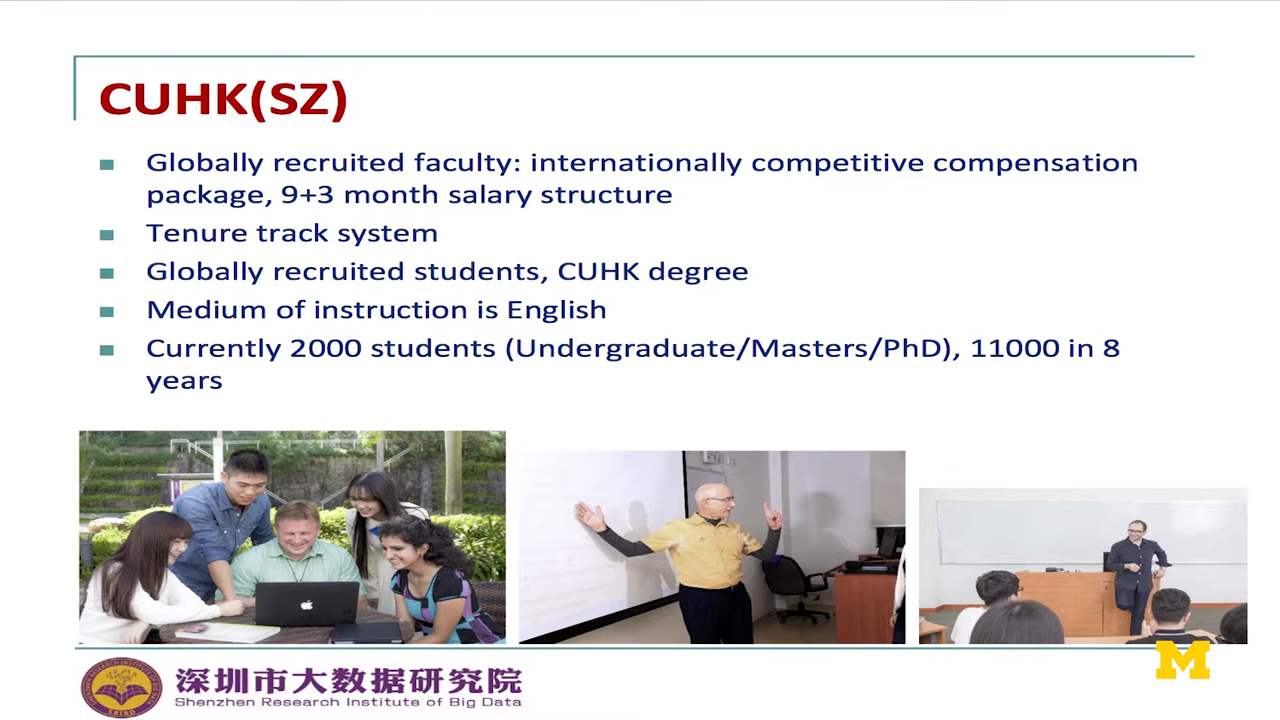 CUHK(SZ)
Globally recruited faculty: internationally competitive compensation
package, 9+3 month salary structure
Tenure track system
Globally recruited students, CUHK degree
Medium of instruction is English
Currently 2000 students (Undergraduate/Masters/PhD), 11000 in 8
years
深圳市大数据研究院
Shenzhen Research Institute of Big Data
M